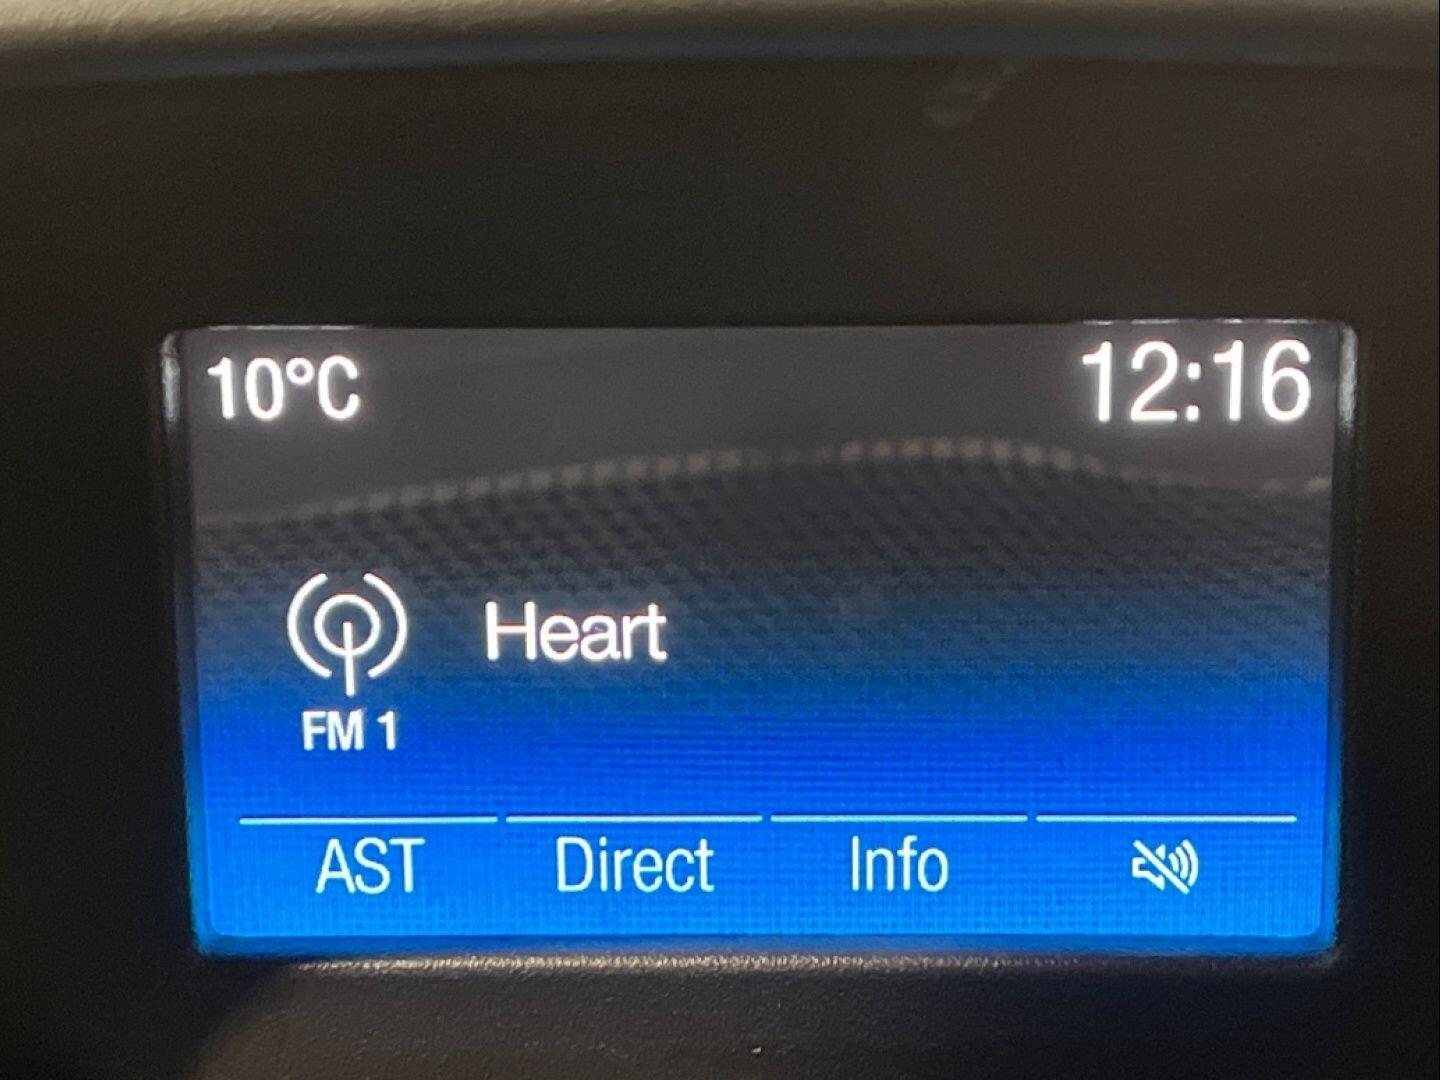 10°C 12:16
Heart
FM 1
AST Direct Info